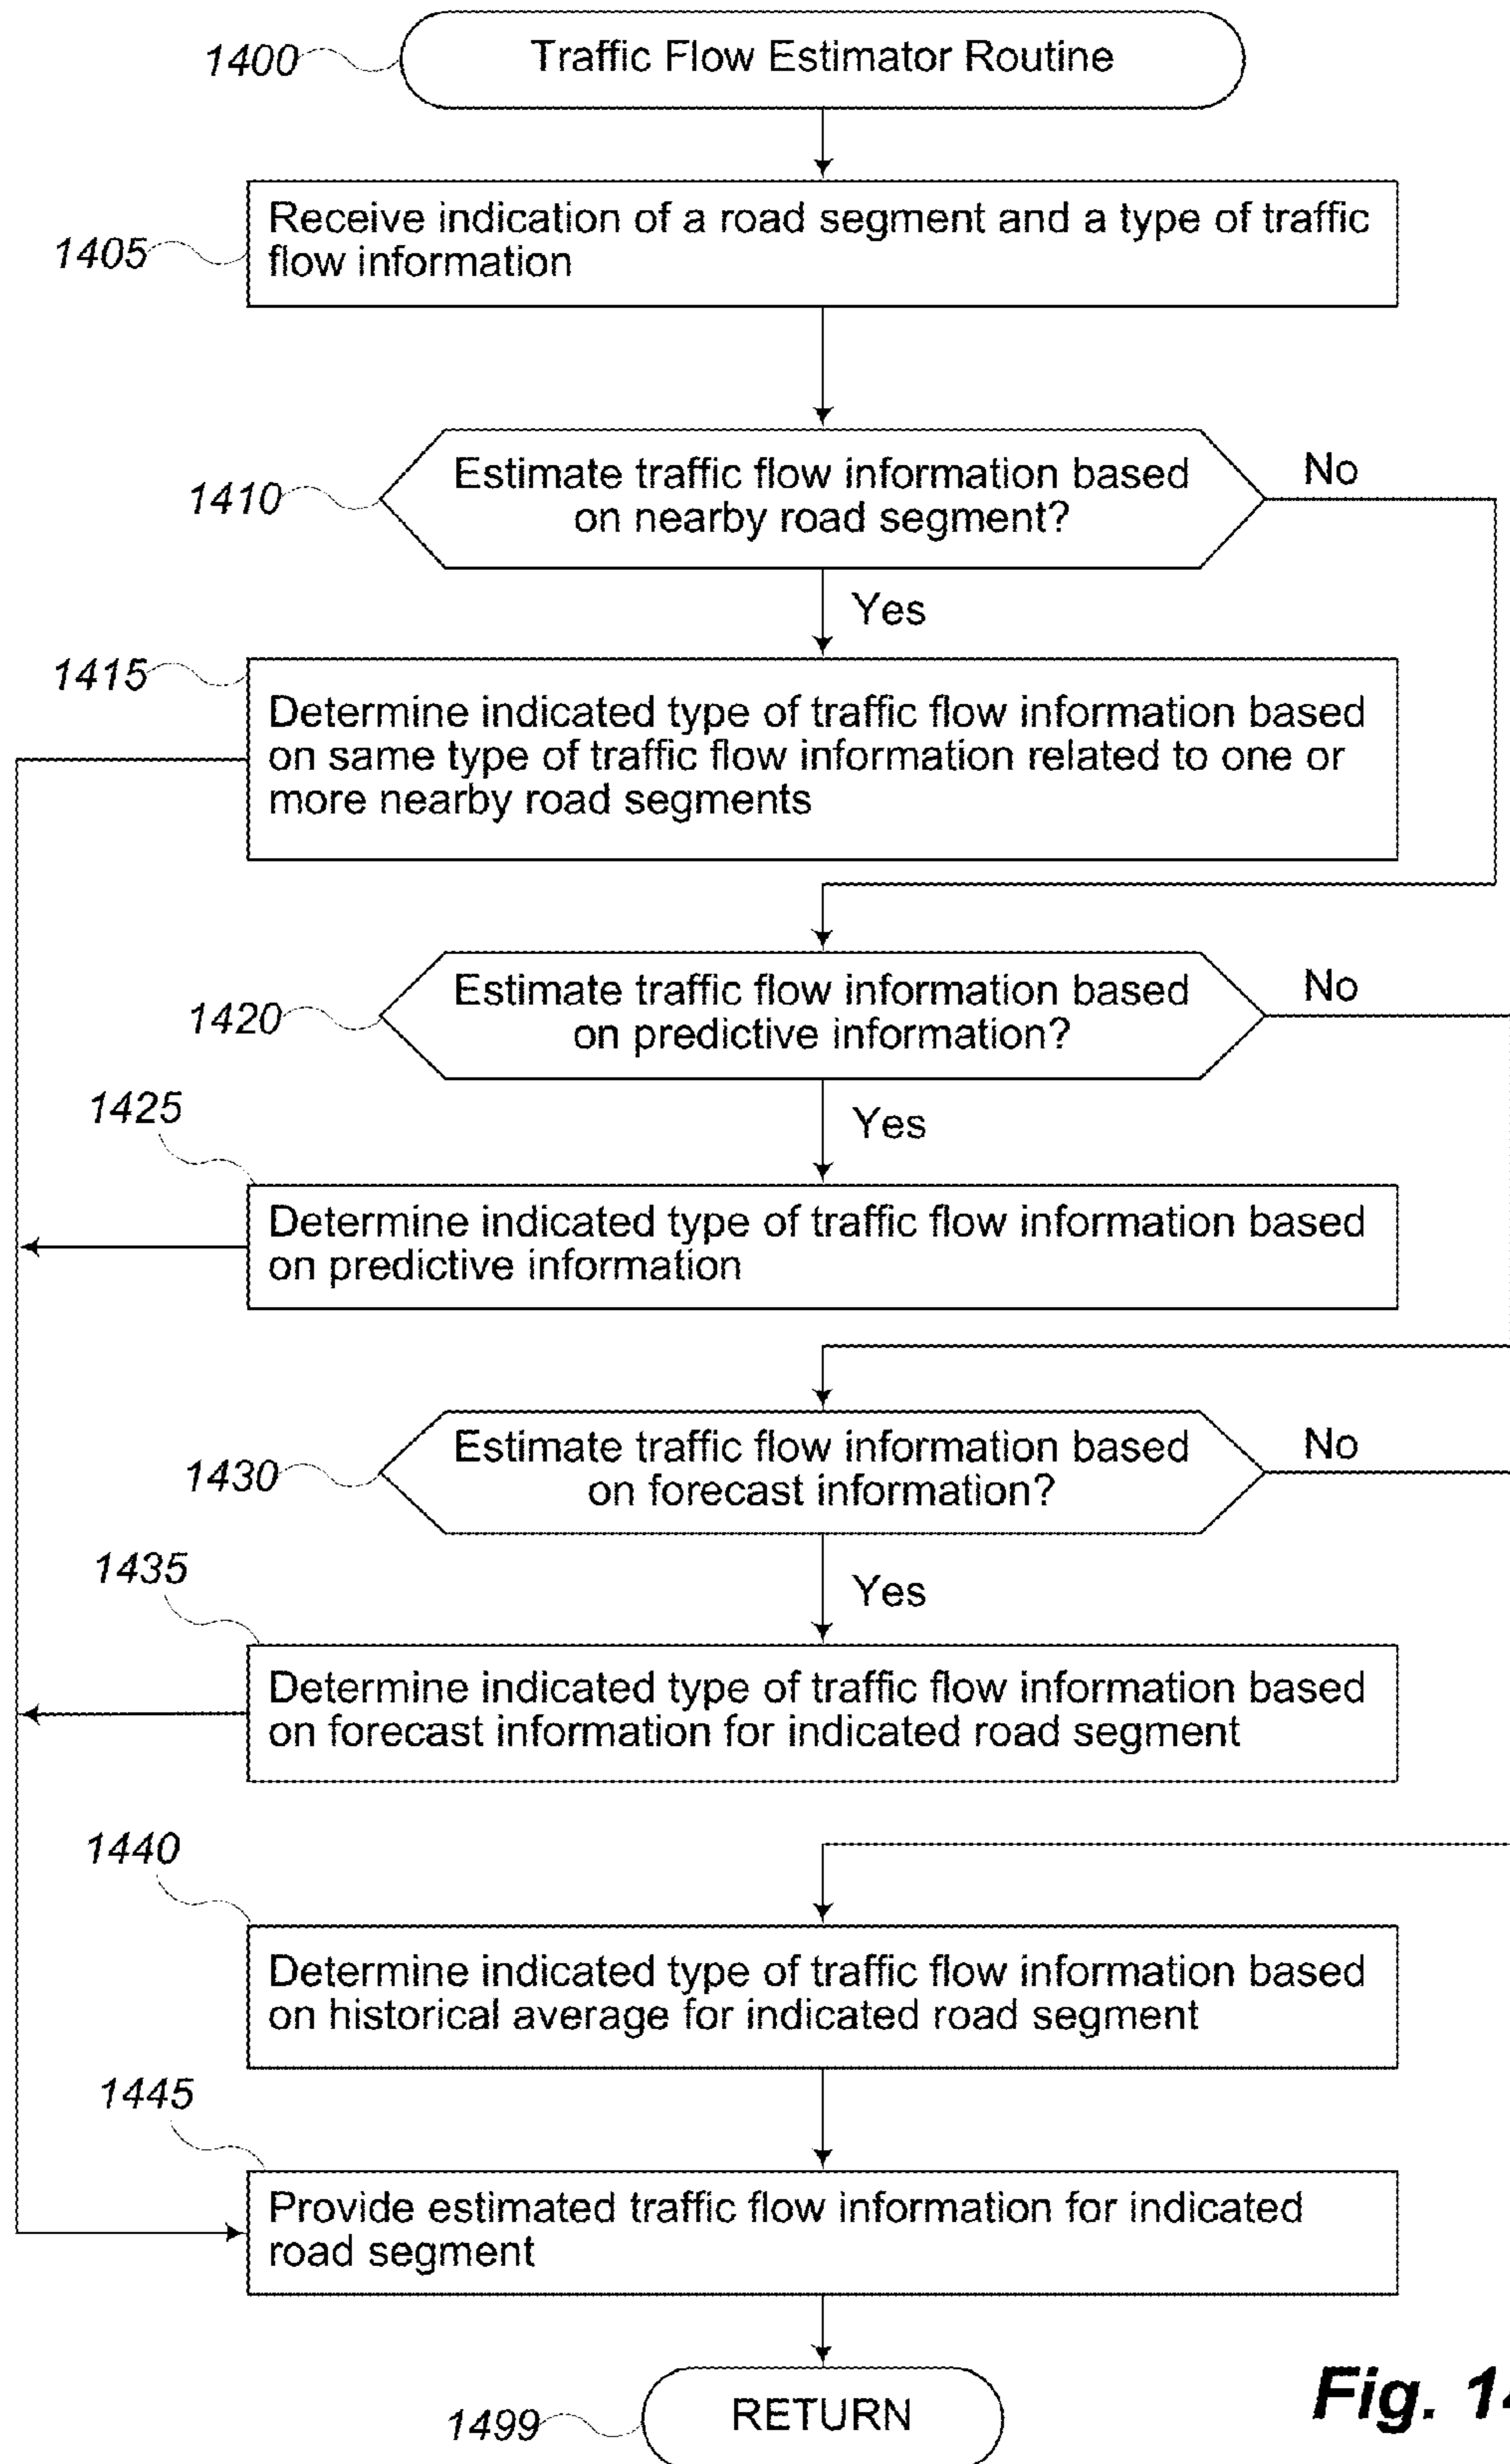 1400
Traffic Flow Estimator Routine
1405
Receive indication of a road segment and a type of traffic
flow information
1410
Estimate traffic flow information based
on nearby road segment?
No
Yes
1415
Determine indicated type of traffic flow information based
on same type of traffic flow information related to one or
more nearby road segments
1420
Estimate traffic flow information based
on predictive information?
No
Yes
1425
Determine indicated type of traffic flow information based
on predictive information
1430
Estimate traffic flow information based
on forecast information?
No
Yes
1435
Determine indicated type of traffic flow information based
on forecast information for indicated road segment
1440
Determine indicated type of traffic flow information based
on historical average for indicated road segment
1445
Provide estimated traffic flow information for indicated
road segment
1499
RETURN
Fig. 14